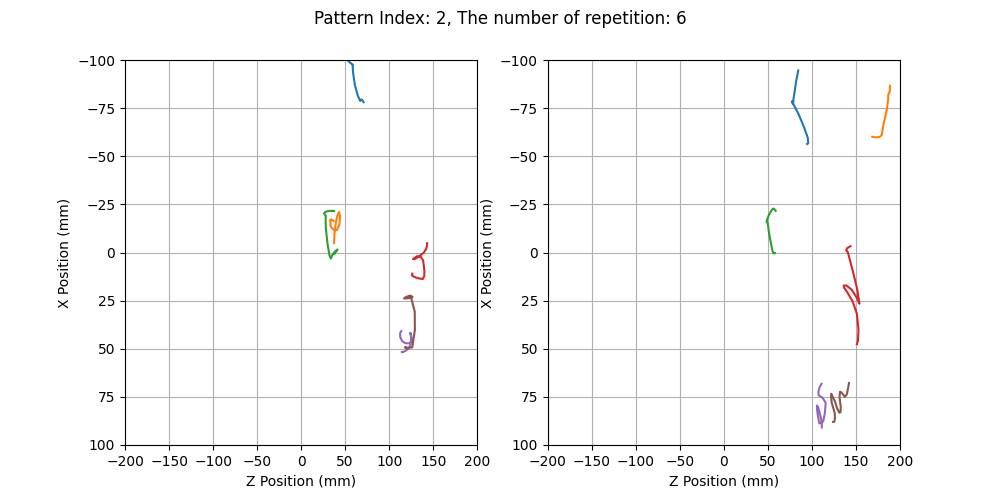 Pattern Index: 2, The number of repetition: 6
−100 −100
−75 −75
−50 −50
−25 −25
0 0
25 25
50 50
75 75
100 100
X Position (mm) X Position (mm)
−200 −150 −100 −50 0 50 100 150 200 −200 −150 −100 −50 0 50 100 150 200
Z Position (mm) Z Position (mm)